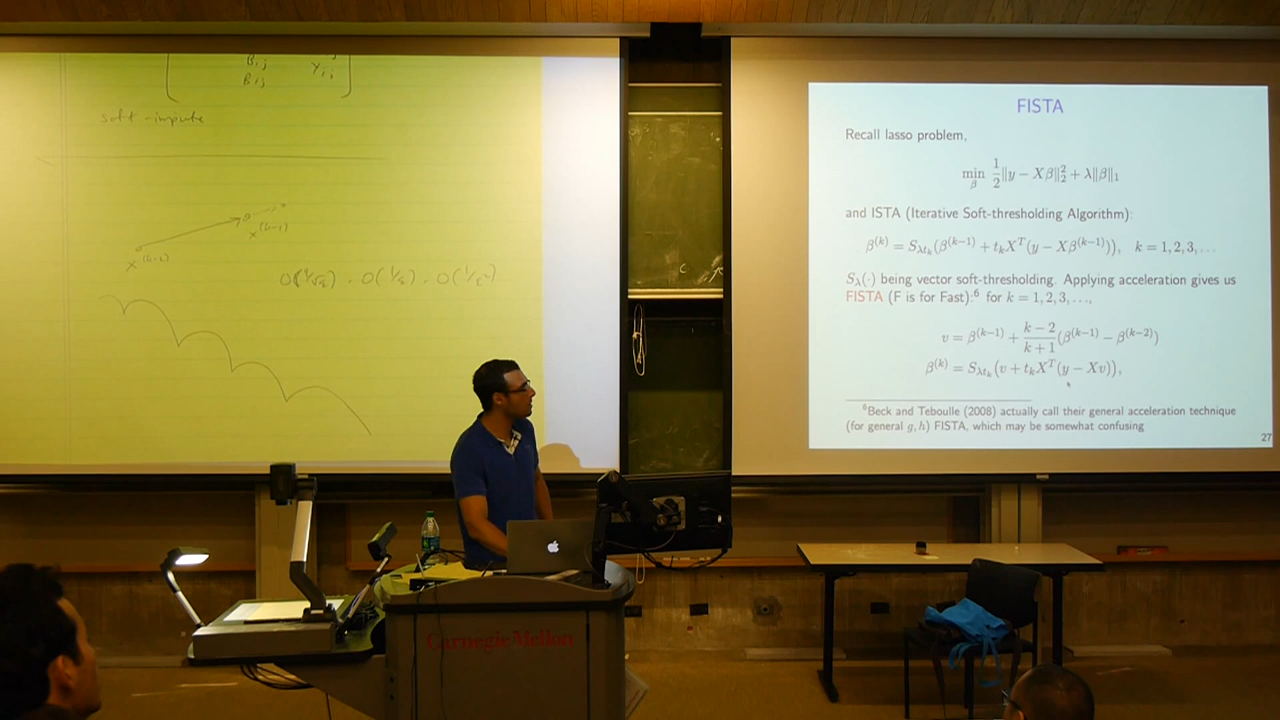 B i j
B i j Y i j
soft-impute
x^(k-1)
x^(k-2)
O(1/√ε) . O(1/ε) . O(1/ε²)
FISTA
Recall lasso problem,
min_β 1/2 ‖y − Xβ‖₂² + λ‖β‖₁
and ISTA (Iterative Soft-thresholding Algorithm):
β^(k) = S_{λt_k}(β^(k−1) + t_k X^T(y − Xβ^(k−1))), k = 1, 2, 3, . . .
S_λ(·) being vector soft-thresholding. Applying acceleration gives us
FISTA (F is for Fast):⁶ for k = 1, 2, 3, . . .,
v = β^(k−1) + (k − 2)/(k + 1) (β^(k−1) − β^(k−2))
β^(k) = S_{λt_k}(v + t_k X^T(y − Xv)),
⁶Beck and Teboulle (2008) actually call their general acceleration technique
(for general g, h) FISTA, which may be somewhat confusing
27
Carnegie Mellon